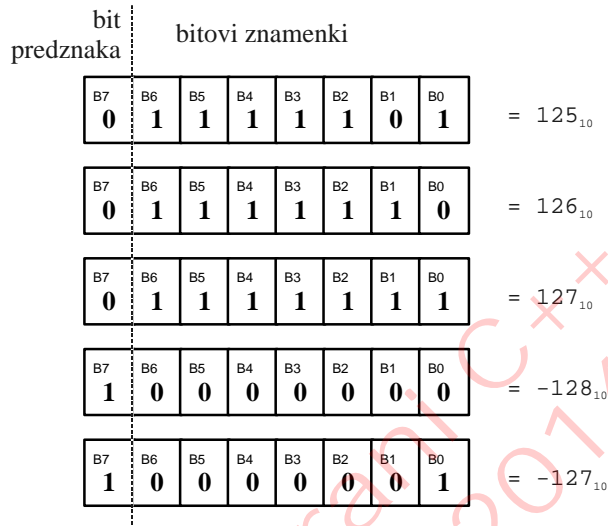 bit
predznaka
bitovi znamenki
B7 B6 B5 B4 B3 B2 B1 B0
0 1 1 1 1 1 0 1 = 125₁₀
B7 B6 B5 B4 B3 B2 B1 B0
0 1 1 1 1 1 1 0 = 126₁₀
B7 B6 B5 B4 B3 B2 B1 B0
0 1 1 1 1 1 1 1 = 127₁₀
B7 B6 B5 B4 B3 B2 B1 B0
1 0 0 0 0 0 0 0 = -128₁₀
B7 B6 B5 B4 B3 B2 B1 B0
1 0 0 0 0 0 0 1 = -127₁₀
C++